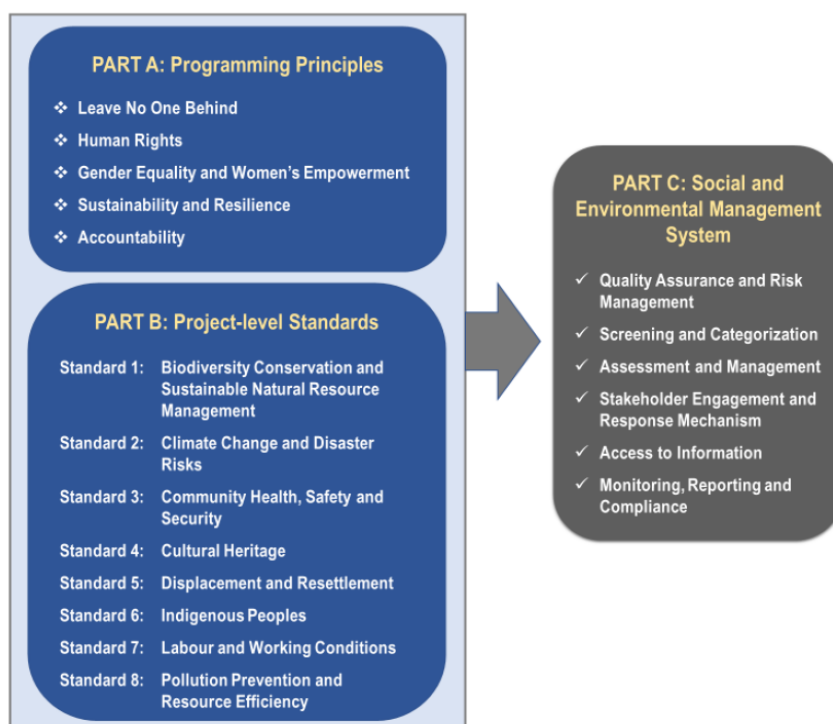 PART A: Programming Principles
❖ Leave No One Behind
❖ Human Rights
❖ Gender Equality and Women's Empowerment
❖ Sustainability and Resilience
❖ Accountability
PART B: Project-level Standards
Standard 1: Biodiversity Conservation and
Sustainable Natural Resource
Management
Standard 2: Climate Change and Disaster
Risks
Standard 3: Community Health, Safety and
Security
Standard 4: Cultural Heritage
Standard 5: Displacement and Resettlement
Standard 6: Indigenous Peoples
Standard 7: Labour and Working Conditions
Standard 8: Pollution Prevention and
Resource Efficiency
PART C: Social and
Environmental Management
System
✓ Quality Assurance and Risk
Management
✓ Screening and Categorization
✓ Assessment and Management
✓ Stakeholder Engagement and
Response Mechanism
✓ Access to Information
✓ Monitoring, Reporting and
Compliance